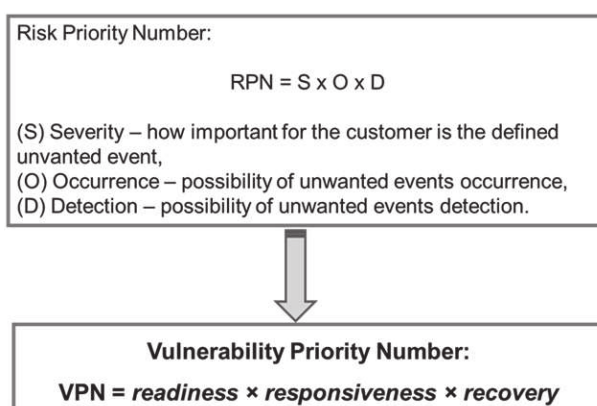 Risk Priority Number:
RPN = S x O x D
(S) Severity – how important for the customer is the defined
unvanted event,
(O) Occurrence – possibility of unwanted events occurrence,
(D) Detection – possibility of unwanted events detection.
Vulnerability Priority Number:
VPN = readiness × responsiveness × recovery